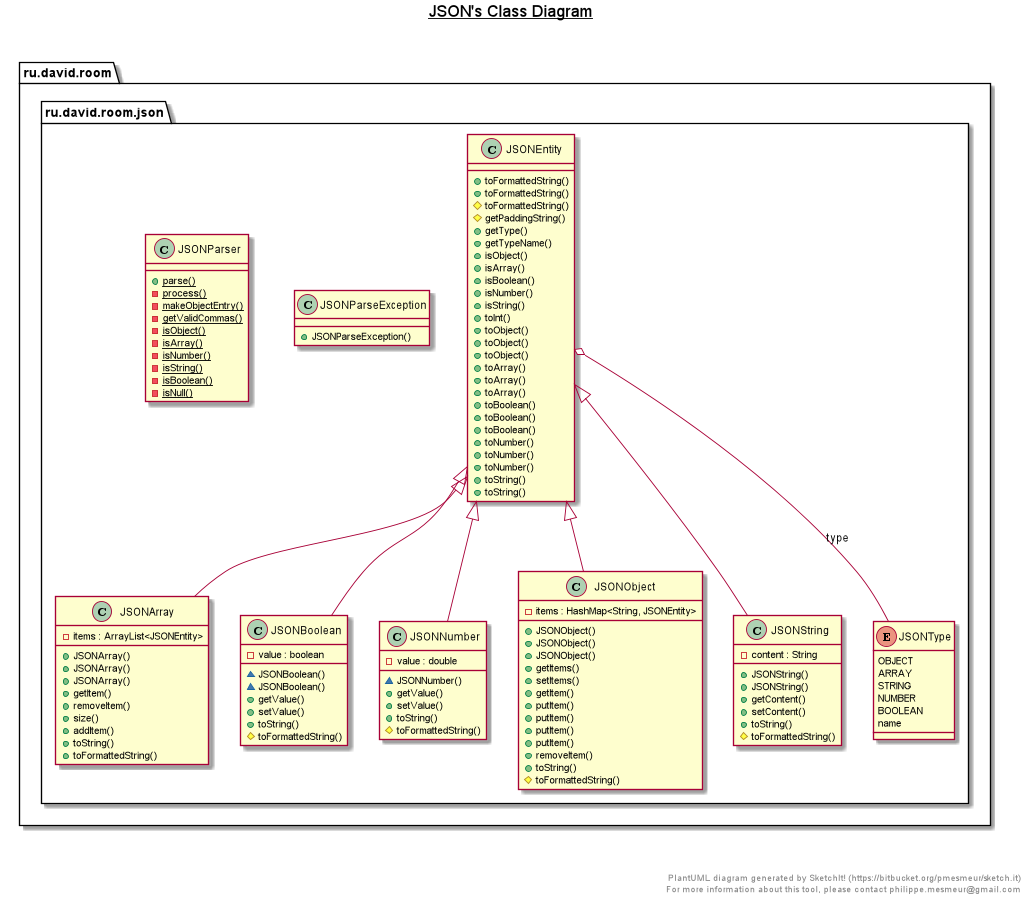 JSON's Class Diagram
ru.david.room
ru.david.room.json
C JSONEntity
toFormattedString()
toFormattedString()
toFormattedString()
getPaddingString()
getType()
getTypeName()
isObject()
isArray()
isBoolean()
isNumber()
isString()
toInt()
toObject()
toObject()
toObject()
toArray()
toArray()
toArray()
toBoolean()
toBoolean()
toBoolean()
toNumber()
toNumber()
toNumber()
toString()
toString()
C JSONParser
parse()
process()
makeObjectEntry()
getValidCommas()
isObject()
isArray()
isNumber()
isString()
isBoolean()
isNull()
C JSONParseException
JSONParseException()
type
C JSONArray
items : ArrayList<JSONEntity>
JSONArray()
JSONArray()
JSONArray()
getItem()
removeItem()
size()
addItem()
toString()
toFormattedString()
C JSONBoolean
value : boolean
JSONBoolean()
JSONBoolean()
getValue()
setValue()
toString()
toFormattedString()
C JSONNumber
value : double
JSONNumber()
getValue()
setValue()
toString()
toFormattedString()
C JSONObject
items : HashMap<String, JSONEntity>
JSONObject()
JSONObject()
JSONObject()
getItems()
setItems()
getItem()
putItem()
putItem()
putItem()
putItem()
removeItem()
toString()
toFormattedString()
C JSONString
content : String
JSONString()
JSONString()
getContent()
setContent()
toString()
toFormattedString()
E JSONType
OBJECT
ARRAY
STRING
NUMBER
BOOLEAN
name
PlantUML diagram generated by SketchIt! (https://bitbucket.org/pmesmeur/sketch.it)
For more information about this tool, please contact philippe.mesmeur@gmail.com